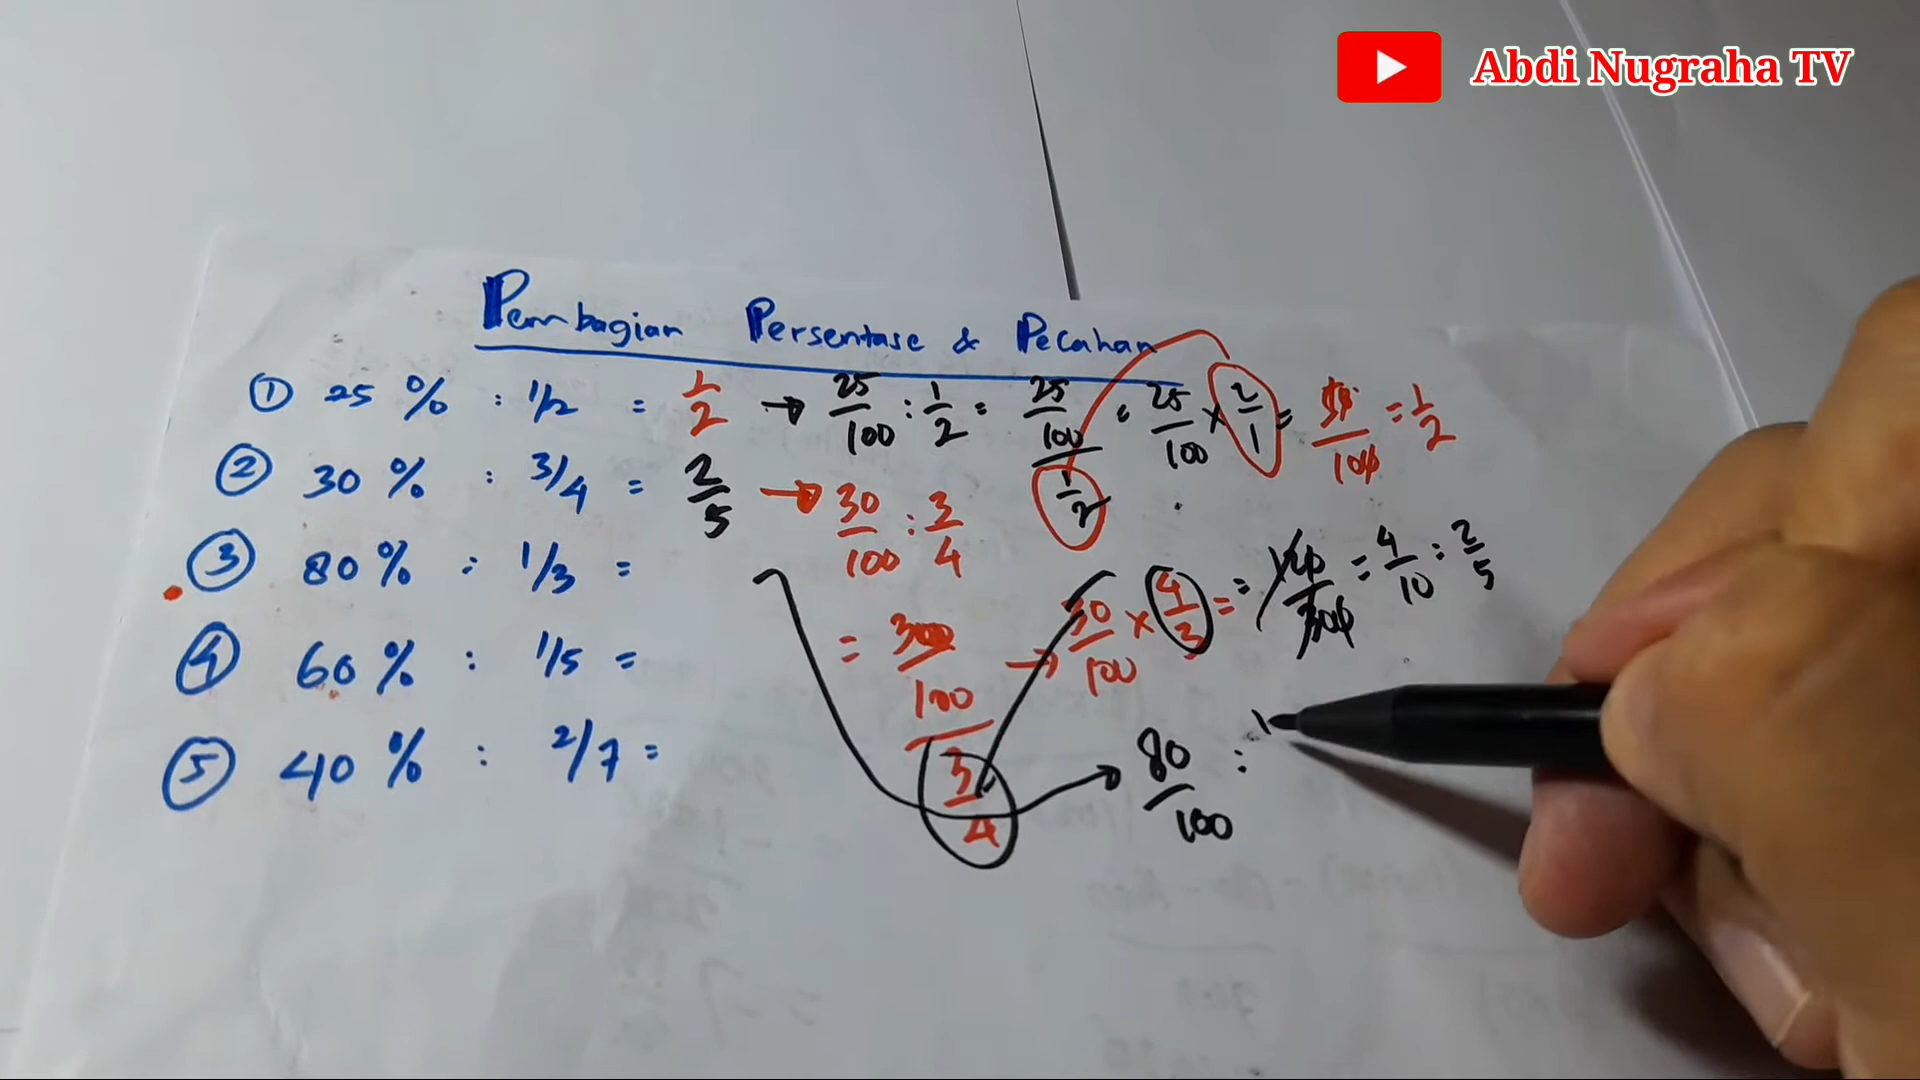 Abdi Nugraha TV
Pembagian Persentase & Pecahan
① 25 % : 1/2 = 1/2 → 25/100 : 1/2 = 25/100 / 1/2 = 25/100 × 2/1 = 50/100 = 1/2
② 30 % : 3/4 = 2/5 → 30/100 : 3/4
= 30/100 / 3/4 → 30/100 × 4/3 = = 120/300 = 4/10 : 2/5
③ 80 % : 1/3 =
→ 80/100 : 1
④ 60 % : 1/5 =
⑤ 40 % : 2/7 =